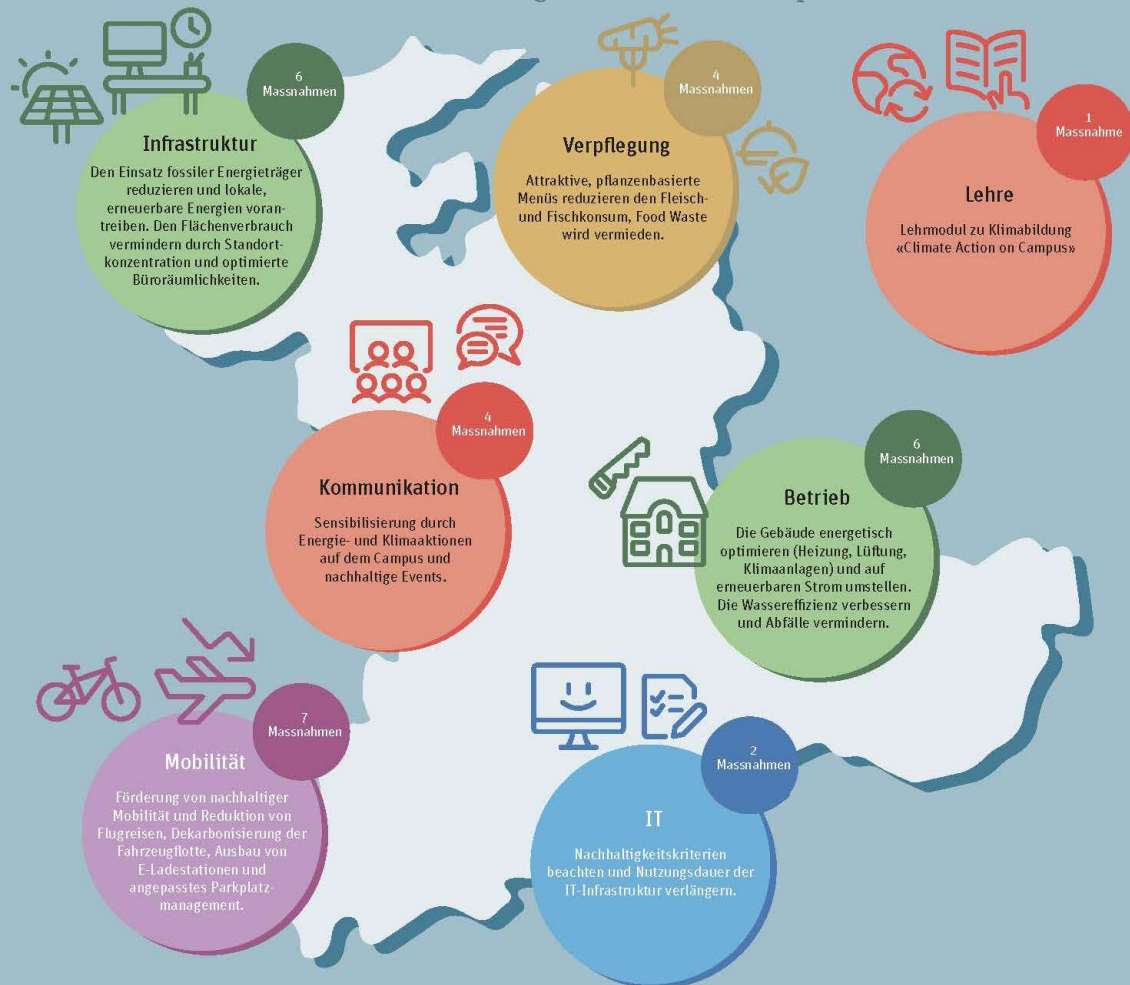 6
Massnahmen
Infrastruktur
Den Einsatz fossiler Energieträger
reduzieren und lokale,
erneuerbare Energien voran-
treiben. Den Flächenverbrauch
vermindern durch Standort-
konzentration und optimierte
Büroräumlichkeiten.
4
Massnahmen
Verpflegung
Attraktive, pflanzenbasierte
Menüs reduzieren den Fleisch-
und Fischkonsum, Food Waste
wird vermieden.
1
Massnahme
Lehre
Lehrmodul zu Klimabildung
«Climate Action on Campus»
4
Massnahmen
Kommunikation
Sensibilisierung durch
Energie- und Klimaaktionen
auf dem Campus und
nachhaltige Events.
6
Massnahmen
Betrieb
Die Gebäude energetisch
optimieren (Heizung, Lüftung,
Klimaanlagen) und auf
erneuerbaren Strom umstellen.
Die Wassereffizienz verbessern
und Abfälle vermindern.
7
Massnahmen
Mobilität
Förderung von nachhaltiger
Mobilität und Reduktion von
Flugreisen, Dekarbonisierung der
Fahrzeugflotte, Ausbau von
E-Ladestationen und
angepasstes Parkplatz-
management.
2
Massnahmen
IT
Nachhaltigkeitskriterien
beachten und Nutzungsdauer der
IT-Infrastruktur verlängern.